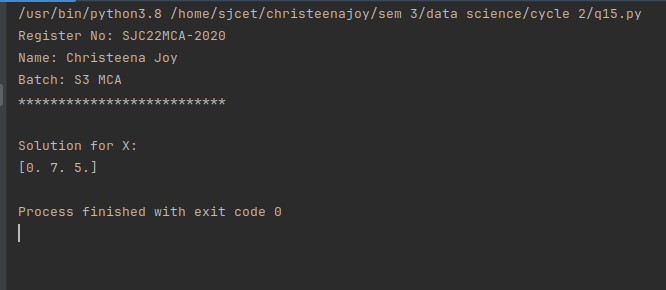 /usr/bin/python3.8 /home/sjcet/christeenajoy/sem 3/data science/cycle 2/q15.py
Register No: SJC22MCA-2020
Name: Christeena Joy
Batch: S3 MCA
**************************
Solution for X:
[0. 7. 5.]
Process finished with exit code 0